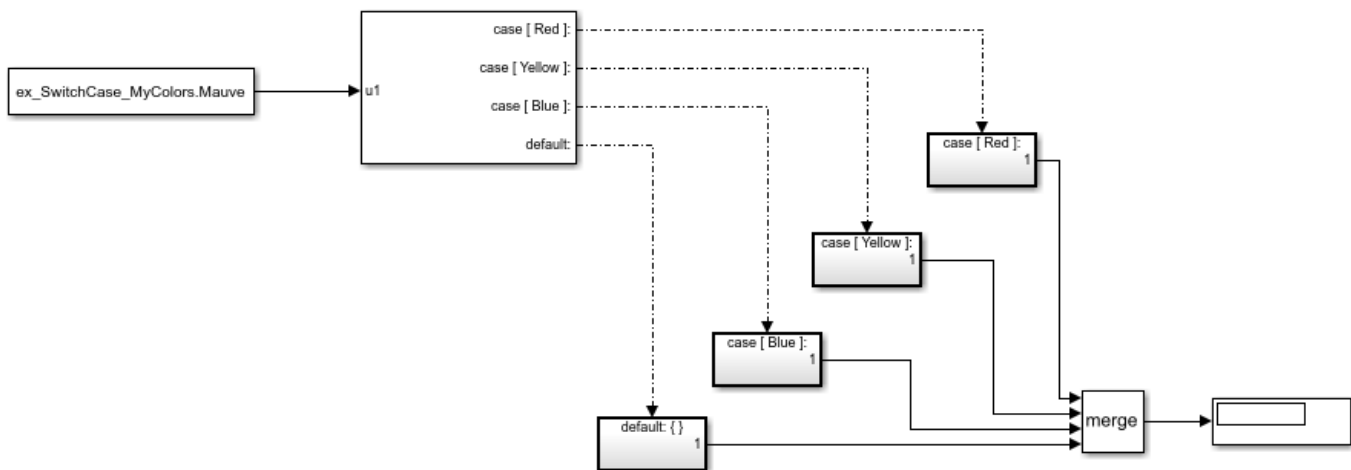 case [ Red ]:
case [ Yellow ]:
ex_SwitchCase_MyColors.Mauve
u1
case [ Blue ]:
default:
case [ Red ]:
1
case [ Yellow ]:
1
case [ Blue ]:
1
default: { }
1
merge